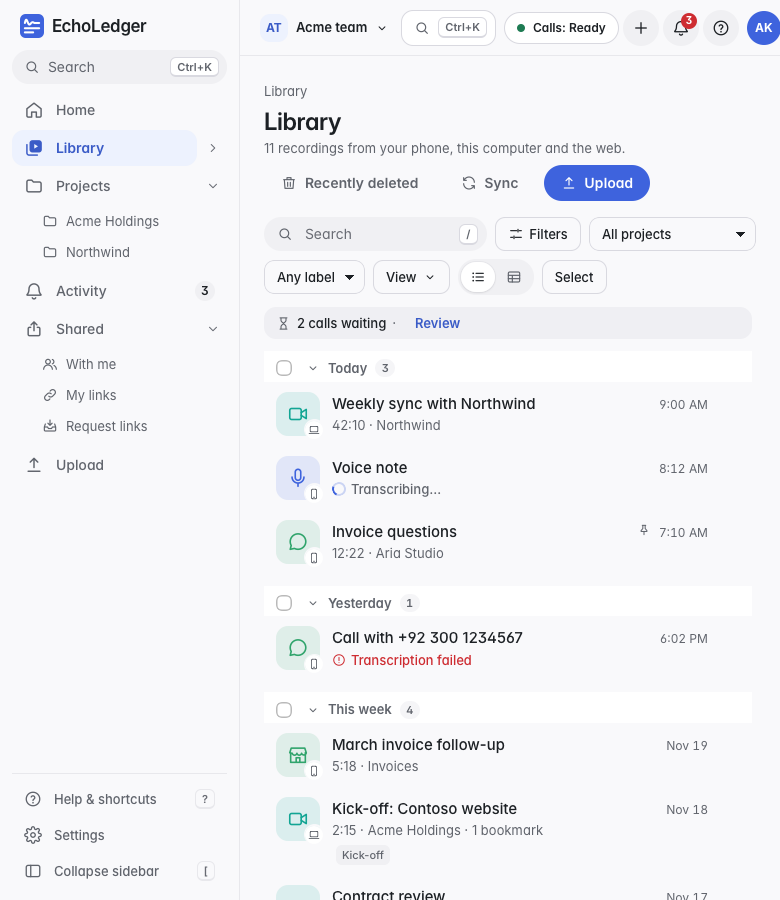 EchoLedger
Search Ctrl+K
Home
Library
Projects
Acme Holdings
Northwind
Activity 3
Shared
With me
My links
Request links
Upload
Help & shortcuts ?
Settings
Collapse sidebar [
AT Acme team Ctrl+K Calls: Ready 3 AK
Library
Library
11 recordings from your phone, this computer and the web.
Recently deleted Sync Upload
Search / Filters All projects
Any label View Select
2 calls waiting · Review
Today 3
Weekly sync with Northwind 9:00 AM
42:10 · Northwind
Voice note 8:12 AM
Transcribing...
Invoice questions 7:10 AM
12:22 · Aria Studio
Yesterday 1
Call with +92 300 1234567 6:02 PM
Transcription failed
This week 4
March invoice follow-up Nov 19
5:18 · Invoices
Kick-off: Contoso website Nov 18
2:15 · Acme Holdings · 1 bookmark
Kick-off
Contract review Nov 17